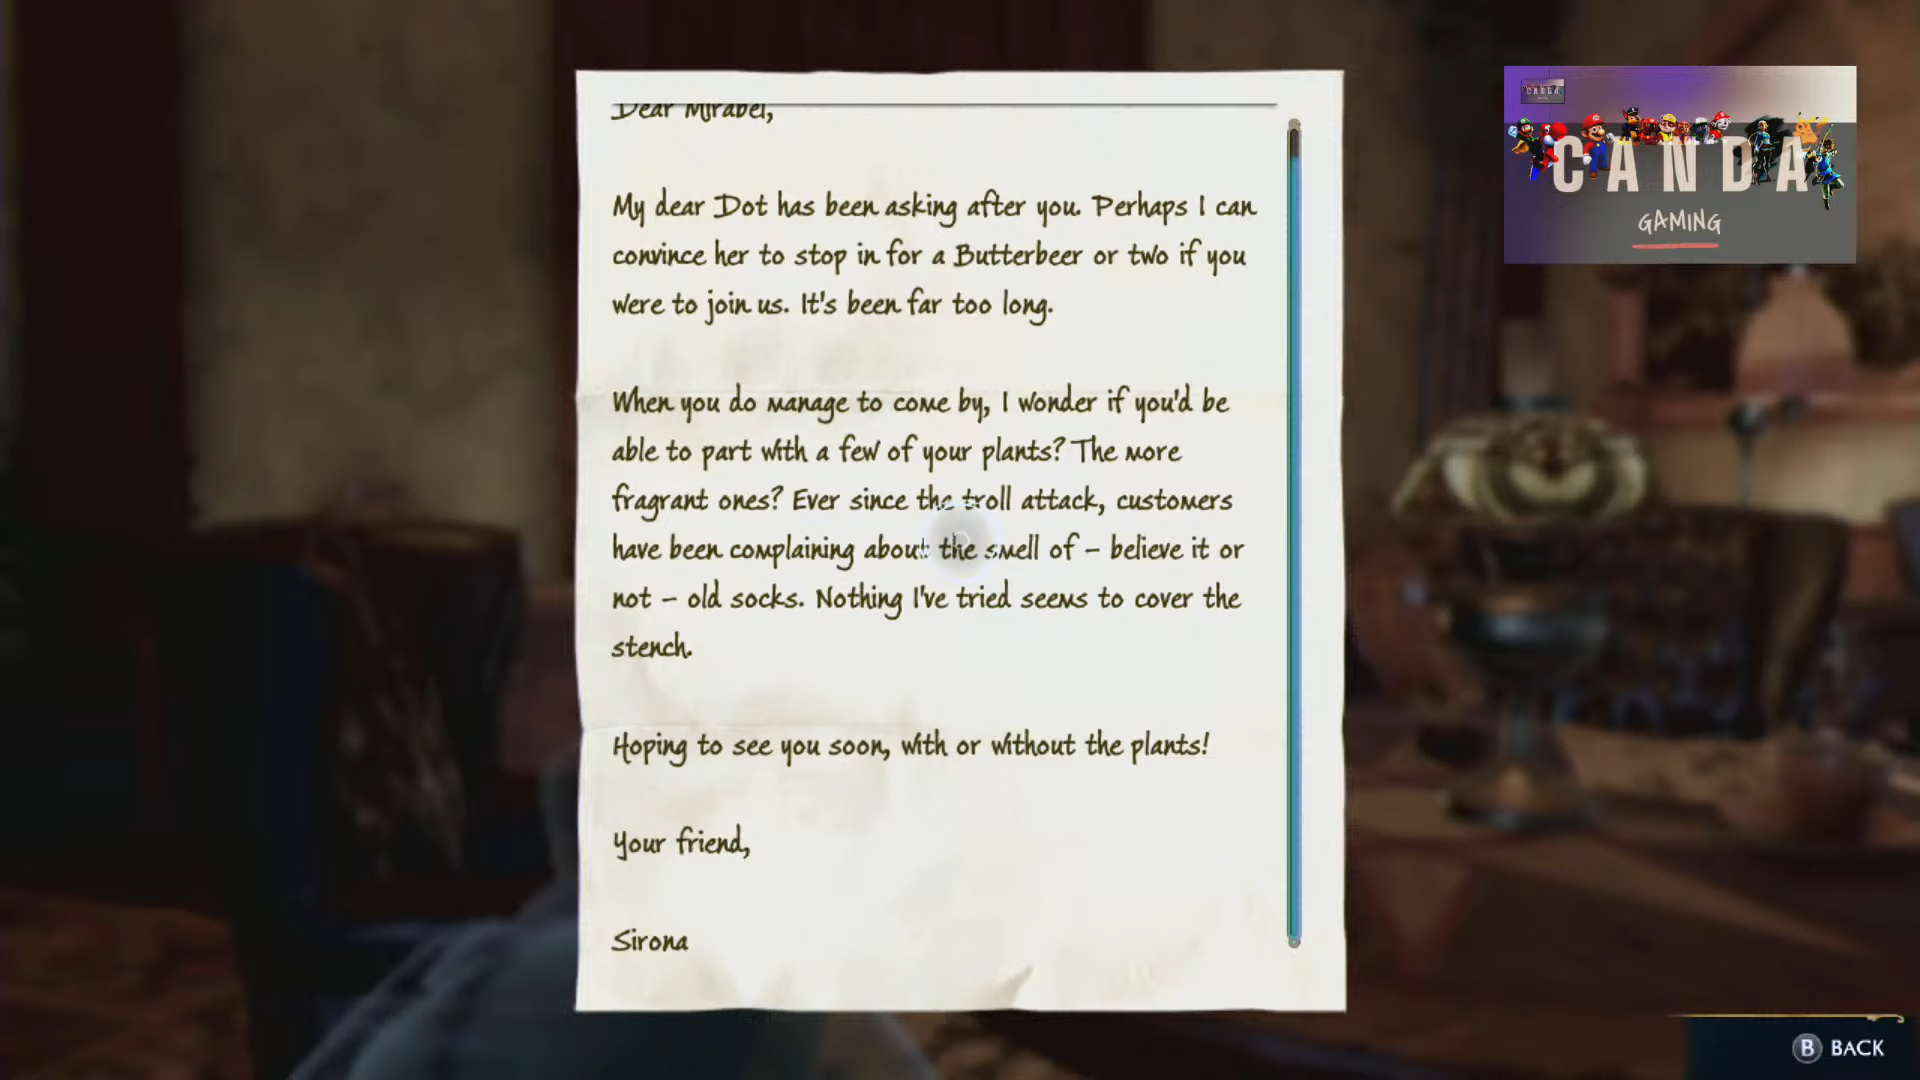 Dear Mirabel,
My dear Dot has been asking after you. Perhaps I can
convince her to stop in for a Butterbeer or two if you
were to join us. It's been far too long.
When you do manage to come by, I wonder if you'd be
able to part with a few of your plants? The more
fragrant ones? Ever since the troll attack, customers
have been complaining about the smell of – believe it or
not – old socks. Nothing I've tried seems to cover the
stench.
Hoping to see you soon, with or without the plants!
Your friend,
Sirona
CANDA
CANDA
GAMING
B BACK